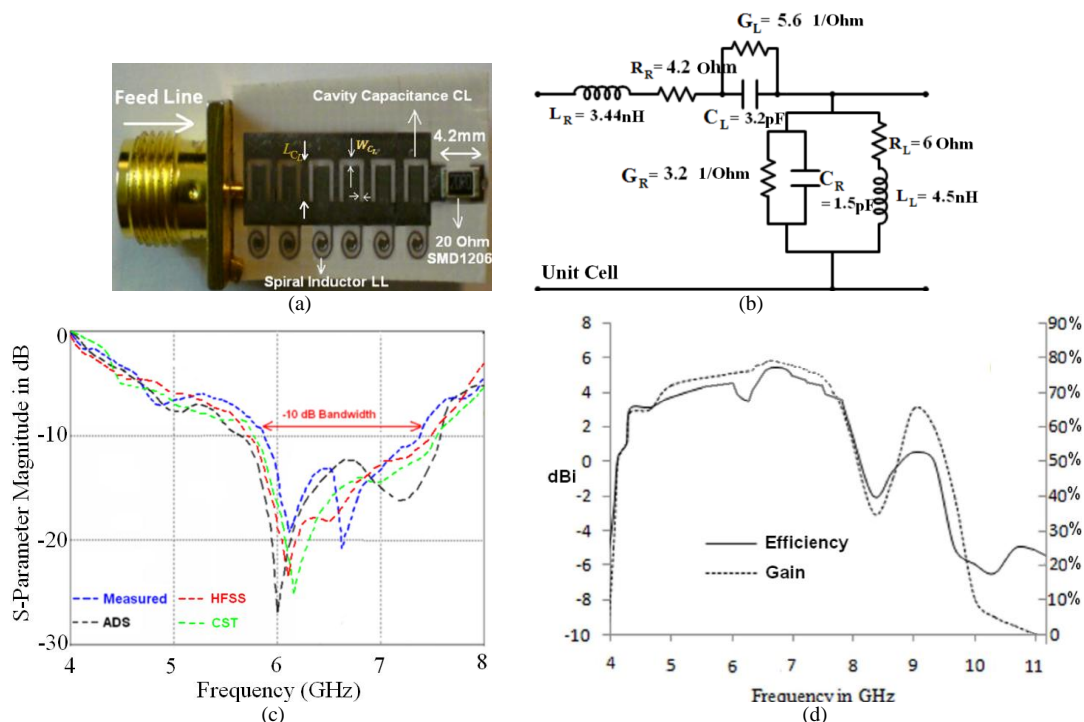 Feed Line
Cavity Capacitance CL
4.2mm
L_CL
W_CL
20 Ohm
SMD1206
Spiral Inductor LL
(a)
G_L= 5.6 1/Ohm
R_R= 4.2 Ohm
L_R= 3.44nH
C_L= 3.2pF
R_L= 6 Ohm
G_R= 3.2 1/Ohm
C_R
= 1.5pF
L_L= 4.5nH
Unit Cell
(b)
S-Parameter Magnitude in dB
0
-10
-20
-30
-10 dB Bandwidth
Measured
HFSS
ADS
CST
4 5 6 7 8
Frequency (GHz)
(c)
8
6
4
2
0
dBi
-2
-4
-6
-8
-10
Efficiency
Gain
90%
80%
70%
60%
50%
40%
30%
20%
10%
0
4 5 6 7 8 9 10 11
Frequency in GHz
(d)